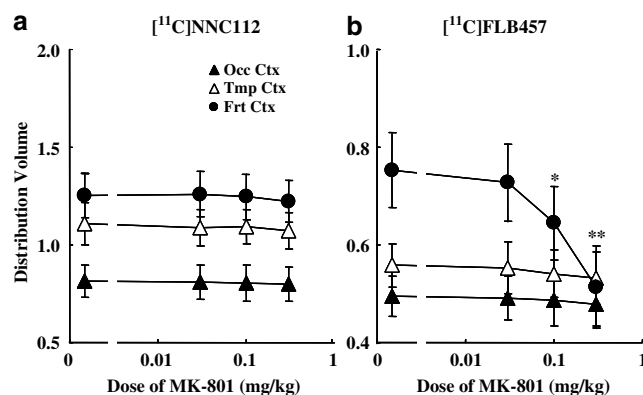 a
[¹¹C]NNC112
b
[¹¹C]FLB457
Distribution Volume
2.0
1.5
1.0
0.5
Occ Ctx
Tmp Ctx
Frt Ctx
0
0.01
0.1
1
Dose of MK-801 (mg/kg)
1.0
0.8
0.6
0.4
*
**
0
0.01
0.1
1
Dose of MK-801 (mg/kg)